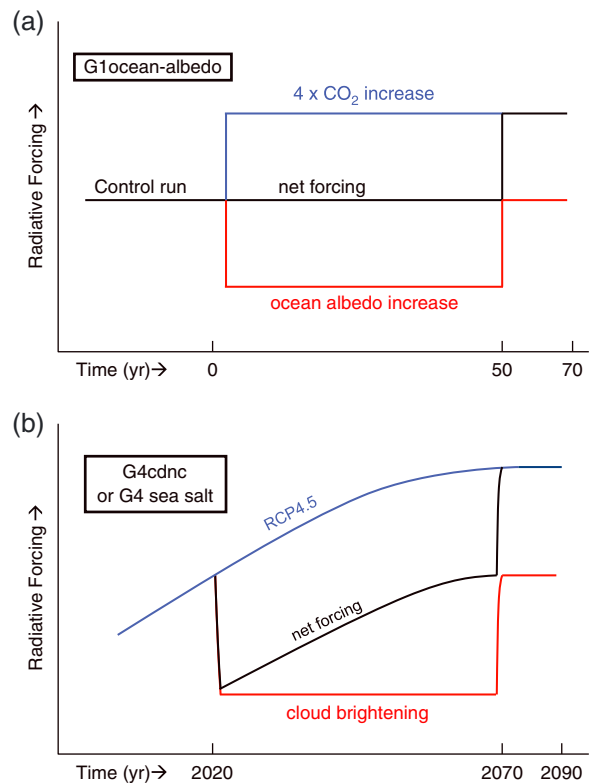 (a)
G1ocean-albedo
4 x CO₂ increase
Radiative Forcing →
Control run
net forcing
ocean albedo increase
Time (yr)→ 0 50 70
(b)
G4cdnc
or G4 sea salt
RCP4.5
Radiative Forcing →
net forcing
cloud brightening
Time (yr)→ 2020 2070 2090